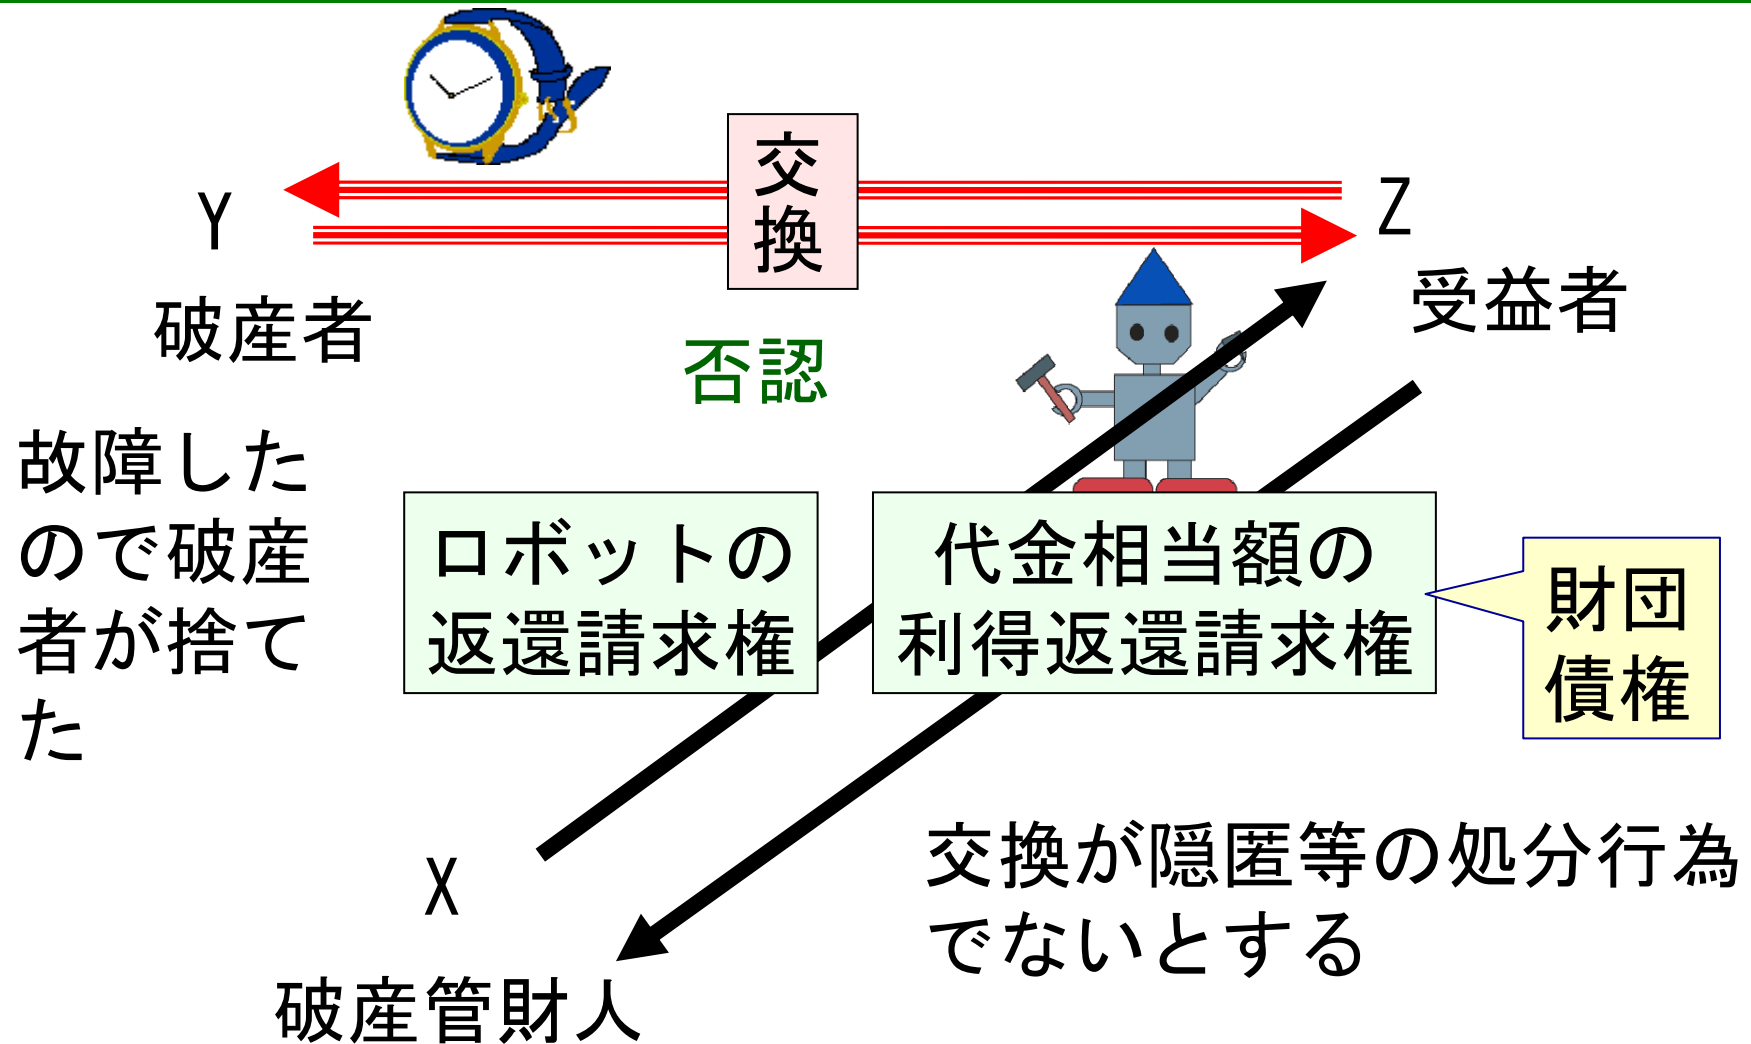 交
換
Y
Z
破産者
受益者
否認
故障した
ので破産
者が捨て
た
ロボットの
返還請求権
代金相当額の
利得返還請求権
財団
債権
X
破産管財人
交換が隠匿等の処分行為
でないとする